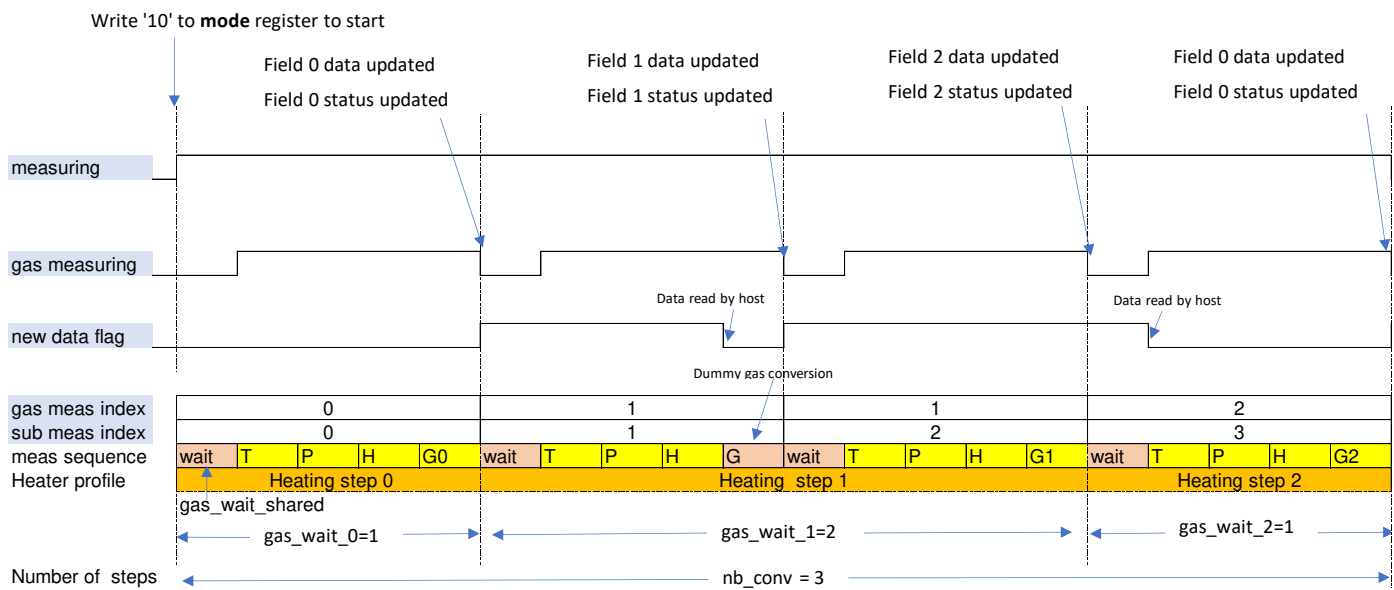 Write '10' to mode register to start
Field 0 data updated
Field 0 status updated
Field 1 data updated
Field 1 status updated
Field 2 data updated
Field 2 status updated
Field 0 data updated
Field 0 status updated
measuring
gas measuring
Data read by host
Data read by host
new data flag
Dummy gas conversion
gas meas index 0 1 1 2
sub meas index 0 1 2 3
meas sequence wait T P H G0 wait T P H G wait T P H G1 wait T P H G2
Heater profile Heating step 0 Heating step 1 Heating step 2
gas_wait_shared
gas_wait_0=1 gas_wait_1=2 gas_wait_2=1
Number of steps nb_conv = 3